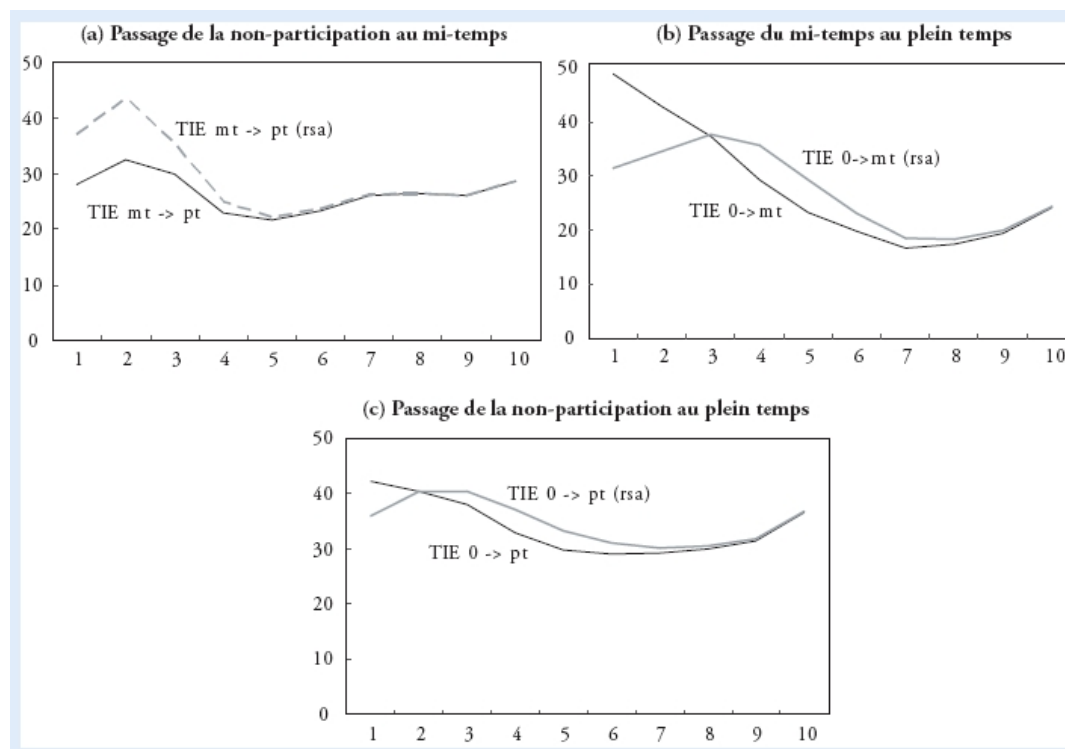 (a) Passage de la non-participation au mi-temps
50
40
30
20
10
0
TIE mt -> pt (rsa)
TIE mt -> pt
1 2 3 4 5 6 7 8 9 10
(b) Passage du mi-temps au plein temps
50
40
30
20
10
0
TIE 0->mt (rsa)
TIE 0->mt
1 2 3 4 5 6 7 8 9 10
(c) Passage de la non-participation au plein temps
50
40
30
20
10
0
TIE 0 -> pt (rsa)
TIE 0 -> pt
1 2 3 4 5 6 7 8 9 10